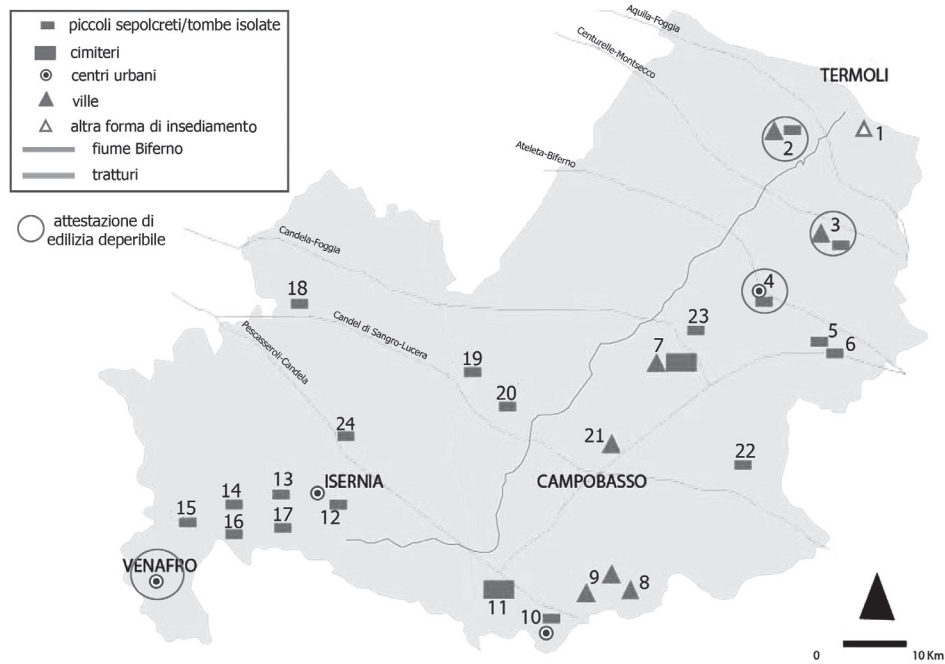 piccoli sepolcreti/tombe isolate
cimiteri
centri urbani
ville
altra forma di insediamento
fiume Biferno
tratturi
attestazione di
edilizia deperibile
Aquila-Foggia
Centurelle-Montsecco
Ateleta-Biferno
Candela-Foggia
Candel di Sangro-Lucera
Pescasseroli-Candela
TERMOLI
1
2
3
4
5
6
23
7
18
19
20
21
22
24
ISERNIA
CAMPOBASSO
13
14
12
15
16
17
VENAFRO
9
8
11
10
0 10 Km